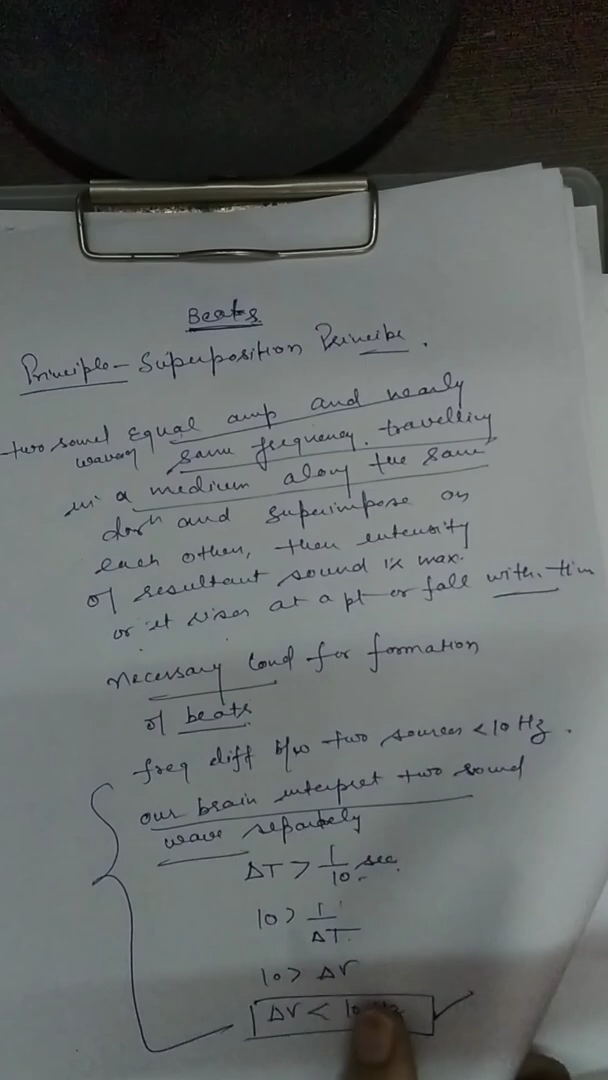 Beats
Principle - Superposition Principle.
two sound Equal amp and nearly
waves same frequency. travelling
in a medium along the same
dirⁿ and superimpose on
each other, then intensity
of resultant sound is max.
or it rises at a pt or fall with time
necessary cond for formation
of beats
freq diff b/w two sources < 10 Hz.
our brain interpret two sound
wave separately
ΔT > 1/10 sec.
10 > 1/ΔT
10 > Δν
Δν < 10 Hz